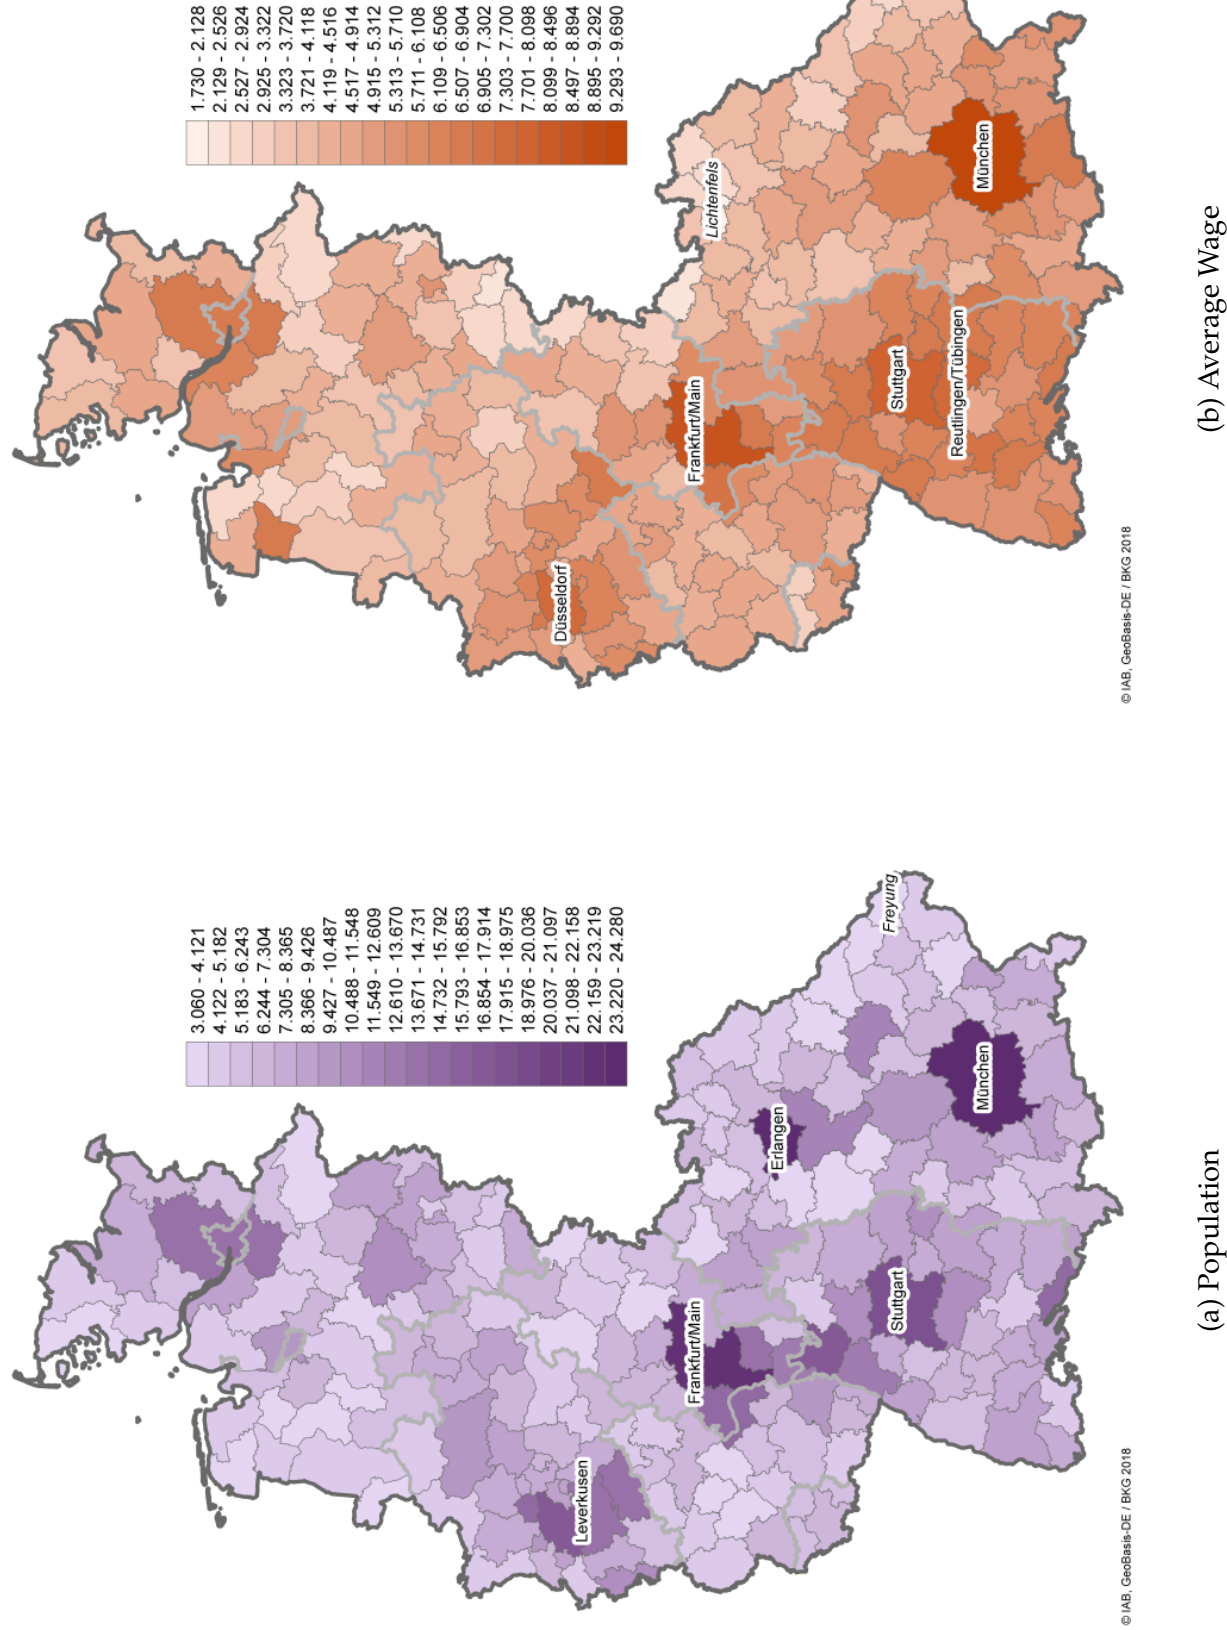 3.060 - 4.121
4.122 - 5.182
5.183 - 6.243
6.244 - 7.304
7.305 - 8.365
8.366 - 9.426
9.427 - 10.487
10.488 - 11.548
11.549 - 12.609
12.610 - 13.670
13.671 - 14.731
14.732 - 15.792
15.793 - 16.853
16.854 - 17.914
17.915 - 18.975
18.976 - 20.036
20.037 - 21.097
21.098 - 22.158
22.159 - 23.219
23.220 - 24.280
Leverkusen
Frankfurt/Main
Erlangen
Stuttgart
Freyung
München
© IAB, GeoBasis-DE / BKG 2018
(a) Population
1.730 - 2.128
2.129 - 2.526
2.527 - 2.924
2.925 - 3.322
3.323 - 3.720
3.721 - 4.118
4.119 - 4.516
4.517 - 4.914
4.915 - 5.312
5.313 - 5.710
5.711 - 6.108
6.109 - 6.506
6.507 - 6.904
6.905 - 7.302
7.303 - 7.700
7.701 - 8.098
8.099 - 8.496
8.497 - 8.894
8.895 - 9.292
9.293 - 9.690
Düsseldorf
Frankfurt/Main
Lichtenfels
Stuttgart
Reutlingen/Tübingen
München
© IAB, GeoBasis-DE / BKG 2018
(b) Average Wage